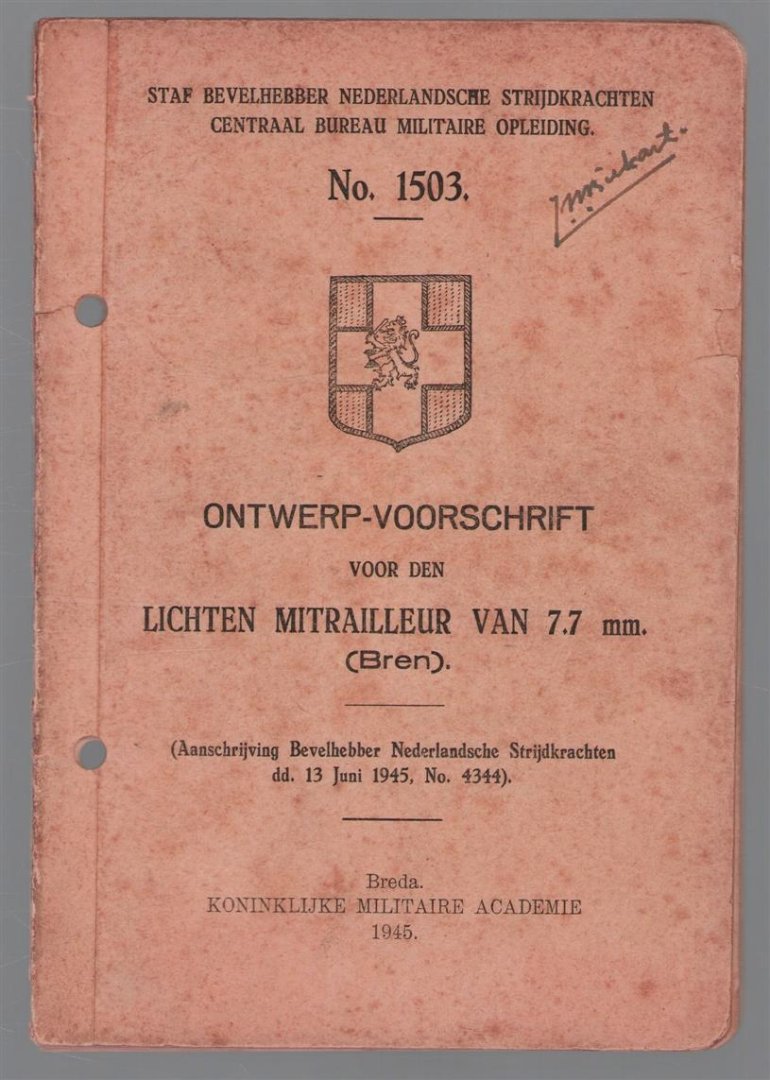 STAF BEVELHEBBER NEDERLANDSCHE STRIJDKRACHTEN
CENTRAAL BUREAU MILITAIRE OPLEIDING.
No. 1503.
ONTWERP-VOORSCHRIFT
VOOR DEN
LICHTEN MITRAILLEUR VAN 7.7 mm.
(Bren).
(Aanschrijving Bevelhebber Nederlandsche Strijdkrachten
dd. 13 Juni 1945, No. 4344).
Breda.
KONINKLIJKE MILITAIRE ACADEMIE
1945.